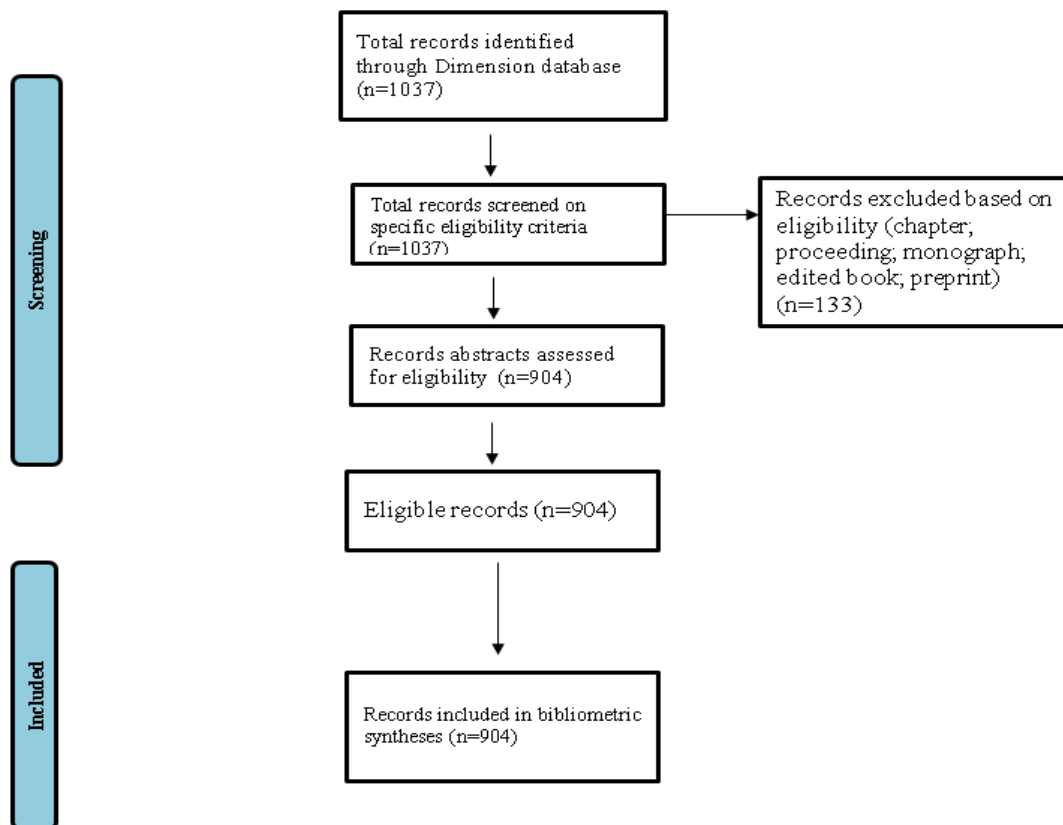 Total records identified
through Dimension database
(n=1037)
Screening
Total records screened on
specific eligibility criteria
(n=1037)
Records excluded based on
eligibility (chapter;
proceeding; monograph;
edited book; preprint)
(n=133)
Records abstracts assessed
for eligibility (n=904)
Eligible records (n=904)
Included
Records included in bibliometric
syntheses (n=904)